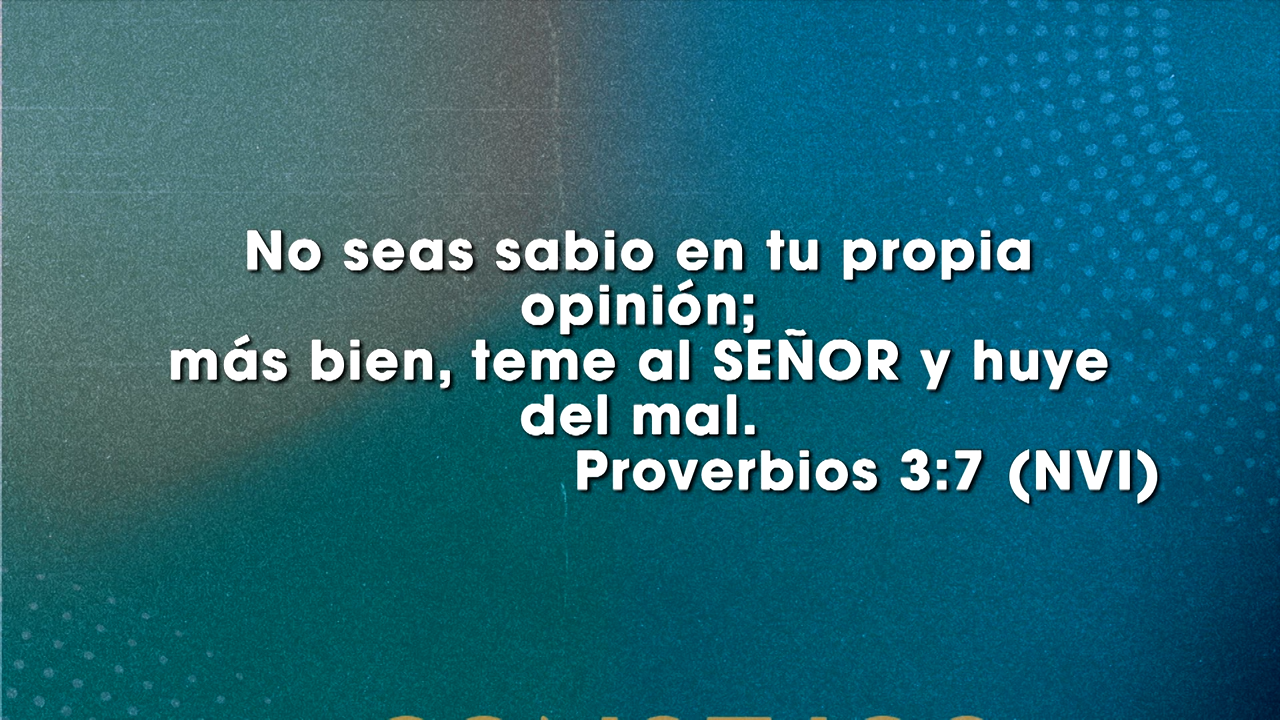 No seas sabio en tu propia
opinión;
más bien, teme al SEÑOR y huye
del mal.
Proverbios 3:7 (NVI)